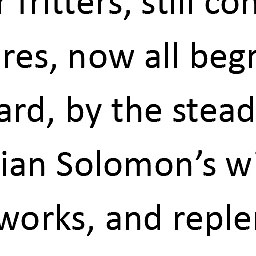 fritters, still con
res, now all begr
ard, by the stead
ian Solomon’s w
works, and reple